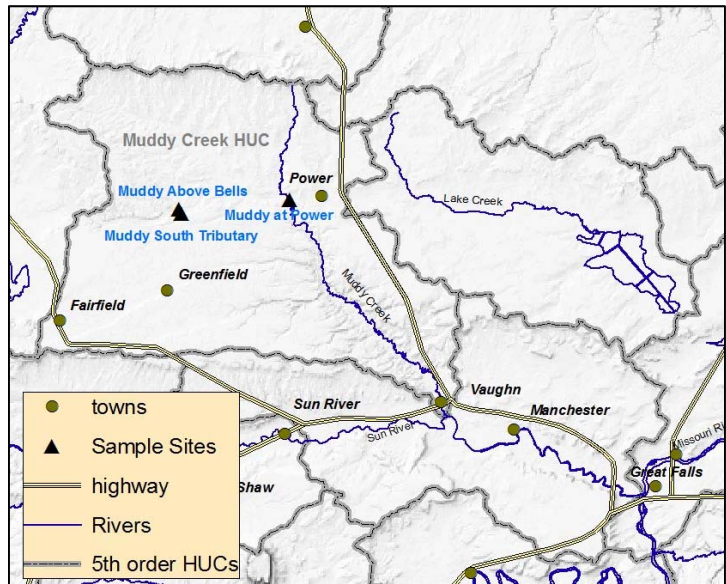 Muddy Creek HUC
Power
Muddy Above Bells
Lake Creek
Muddy at Power
Muddy South Tributary
Greenfield
Muddy Creek
Fairfield
Vaughn
Sun River
Manchester
Sun River
Missouri Ri
Great Falls
Shaw
towns
Sample Sites
highway
Rivers
5th order HUCs